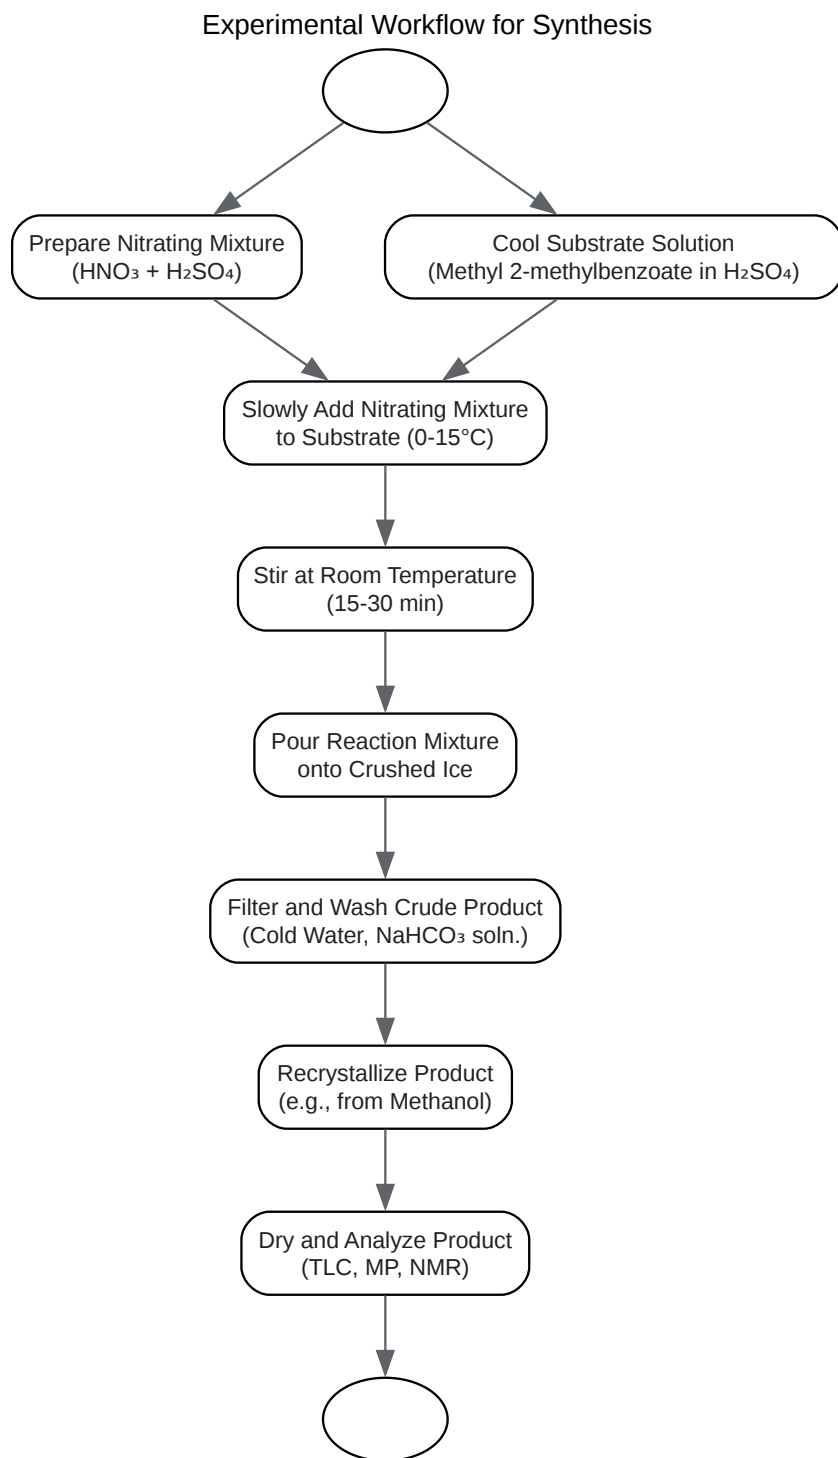 Experimental Workflow for Synthesis
Prepare Nitrating Mixture
(HNO₃ + H₂SO₄)
Cool Substrate Solution
(Methyl 2-methylbenzoate in H₂SO₄)
Slowly Add Nitrating Mixture
to Substrate (0-15°C)
Stir at Room Temperature
(15-30 min)
Pour Reaction Mixture
onto Crushed Ice
Filter and Wash Crude Product
(Cold Water, NaHCO₃ soln.)
Recrystallize Product
(e.g., from Methanol)
Dry and Analyze Product
(TLC, MP, NMR)